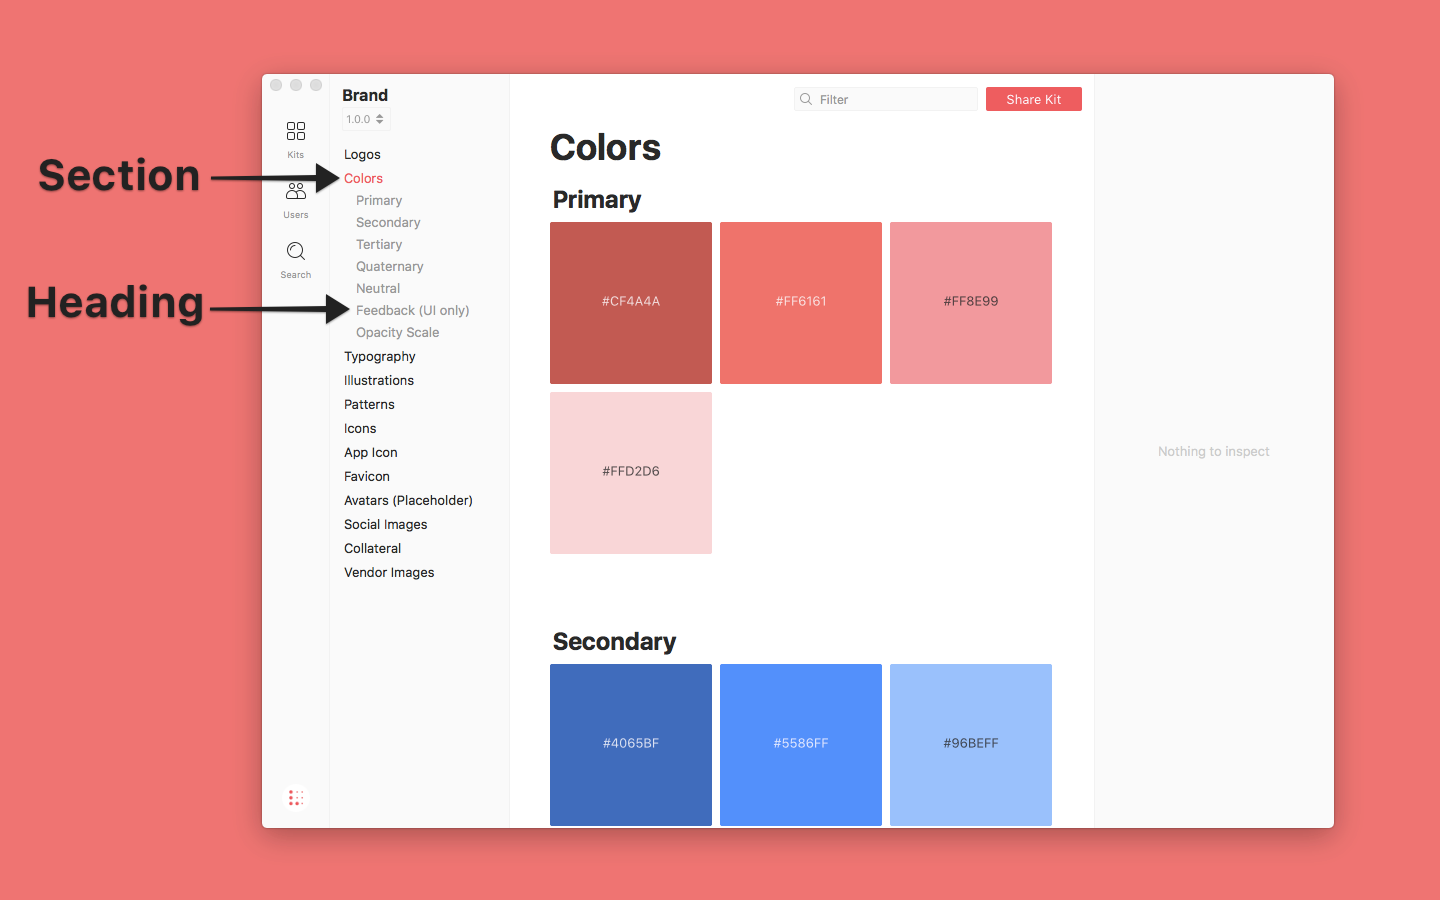 Section
Heading
Kits
Users
Search
Brand
1.0.0
Logos
Colors
Primary
Secondary
Tertiary
Quaternary
Neutral
Feedback (UI only)
Opacity Scale
Typography
Illustrations
Patterns
Icons
App Icon
Favicon
Avatars (Placeholder)
Social Images
Collateral
Vendor Images
Filter
Share Kit
Colors
Primary
#CF4A4A
#FF6161
#FF8E99
#FFD2D6
Secondary
#4065BF
#5586FF
#96BEFF
Nothing to inspect